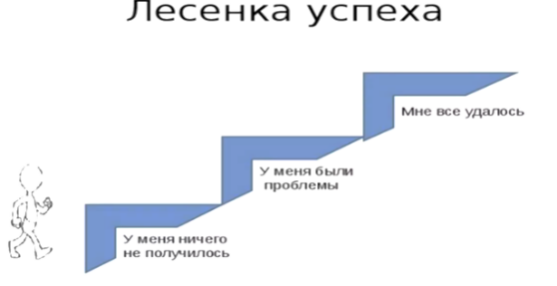 Лесенка успеха
Мне все удалось
У меня были
проблемы
У меня ничего
не получилось